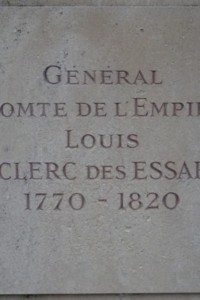 GÉNÉRAL
OMTE DE L'EMPI
LOUIS
CLERC DES ESSA
1770 - 1820